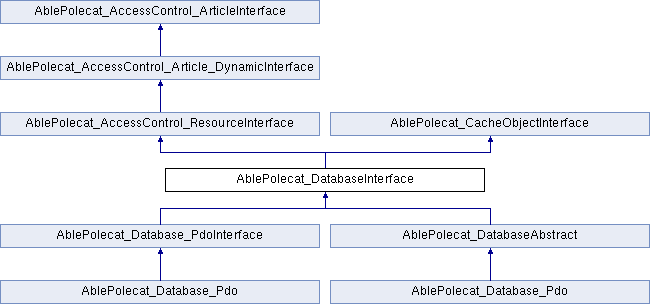 AblePolecat_AccessControl_ArticleInterface
AblePolecat_AccessControl_Article_DynamicInterface
AblePolecat_AccessControl_ResourceInterface
AblePolecat_CacheObjectInterface
AblePolecat_DatabaseInterface
AblePolecat_Database_PdoInterface
AblePolecat_DatabaseAbstract
AblePolecat_Database_Pdo
AblePolecat_Database_Pdo